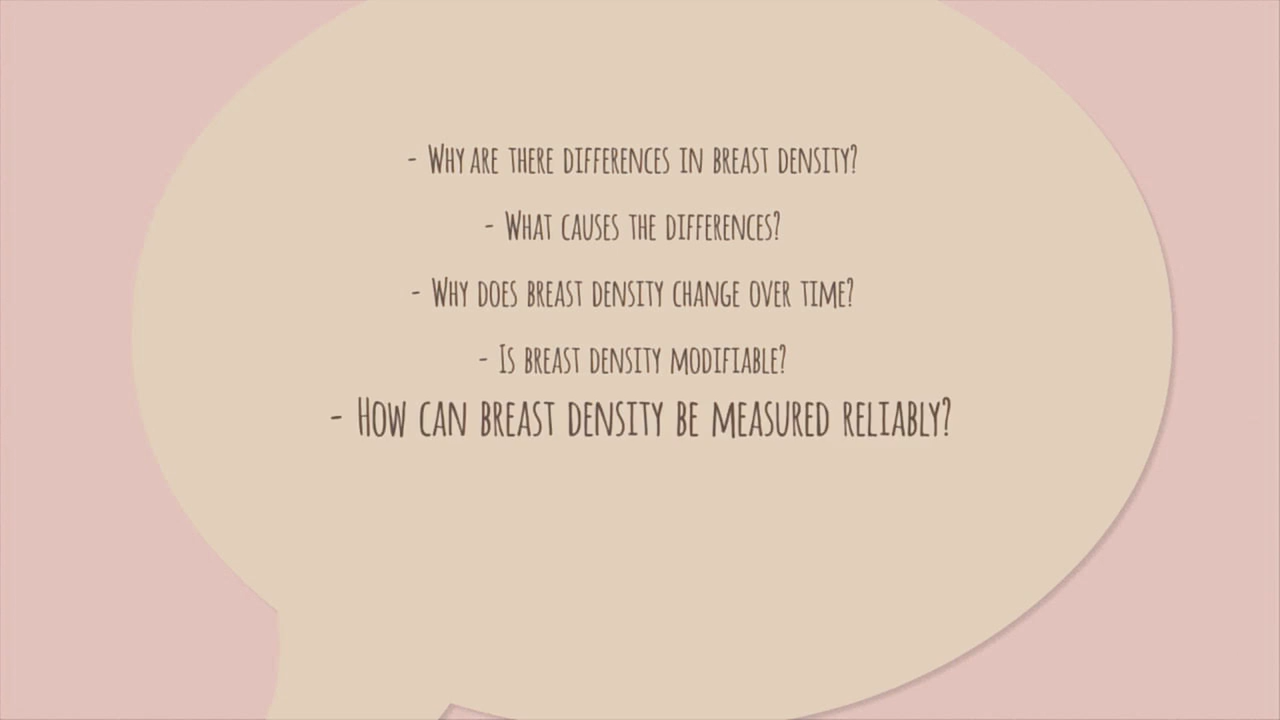 - Why are there differences in breast density?
- What causes the differences?
- Why does breast density change over time?
- Is breast density modifiable?
- How can breast density be measured reliably?